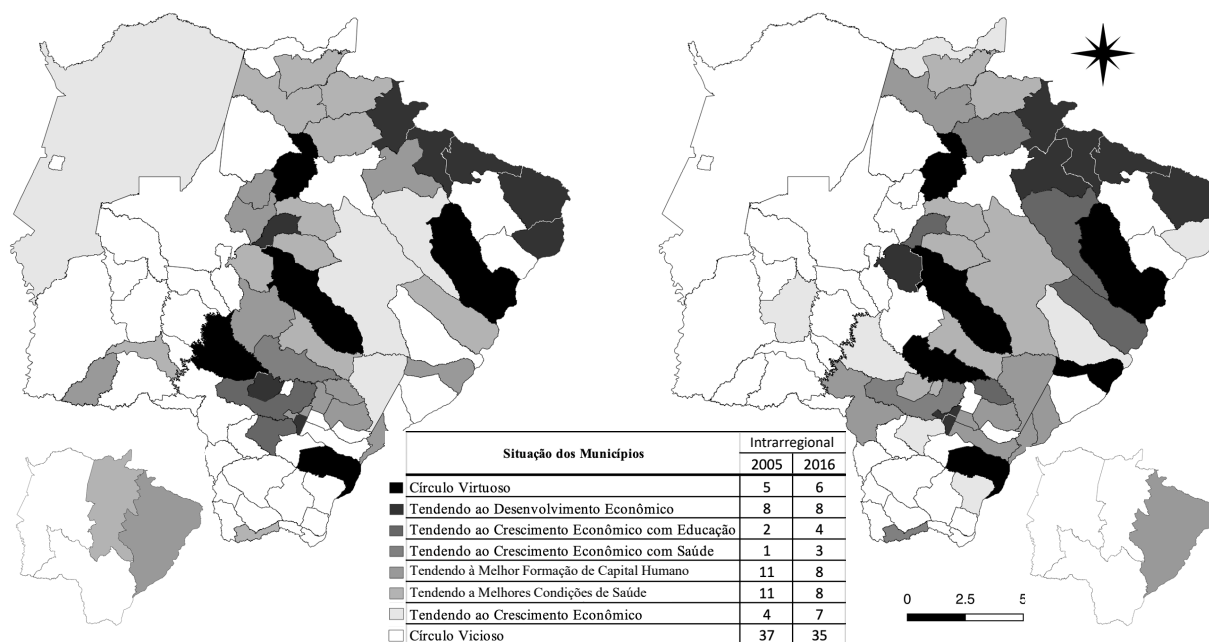 Situação dos Municípios Intrarregional
2005 2016
Círculo Virtuoso 5 6
Tendendo ao Desenvolvimento Econômico 8 8
Tendendo ao Crescimento Econômico com Educação 2 4
Tendendo ao Crescimento Econômico com Saúde 1 3
Tendendo à Melhor Formação de Capital Humano 11 8
Tendendo a Melhores Condições de Saúde 11 8
Tendendo ao Crescimento Econômico 4 7
Círculo Vicioso 37 35
0 2.5 5